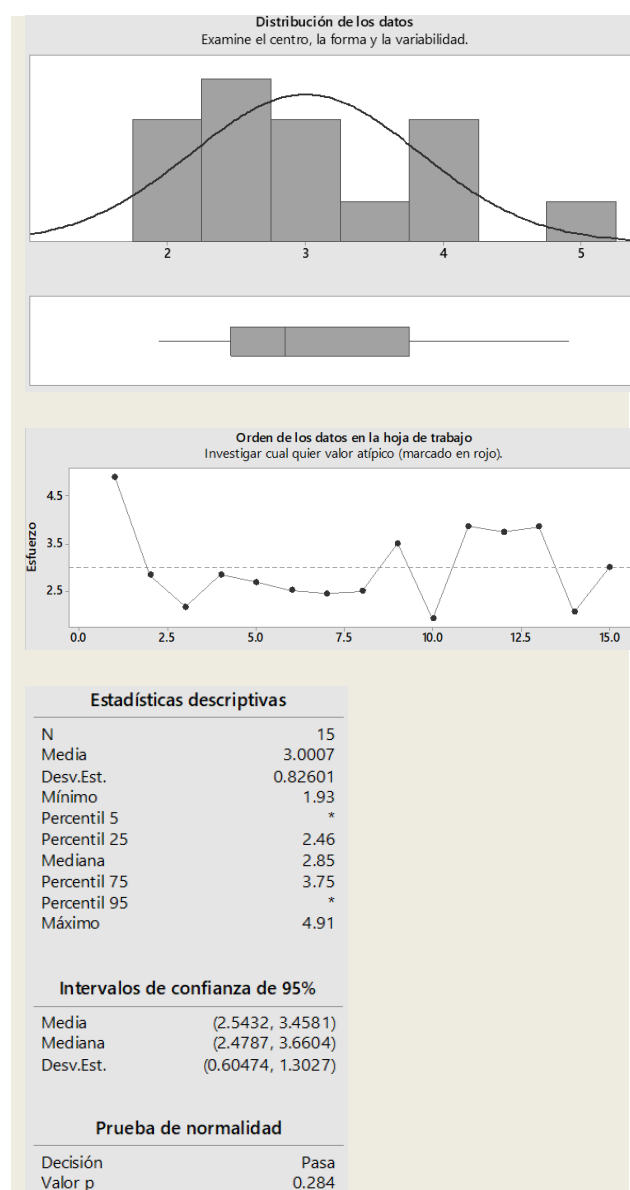 Distribución de los datos
Examine el centro, la forma y la variabilidad.
2 3 4 5
Orden de los datos en la hoja de trabajo
Investigar cual quier valor atípico (marcado en rojo).
Esfuerzo
4.5
3.5
2.5
0.0 2.5 5.0 7.5 10.0 12.5 15.0
Estadísticas descriptivas
N 15
Media 3.0007
Desv.Est. 0.82601
Mínimo 1.93
Percentil 5 *
Percentil 25 2.46
Mediana 2.85
Percentil 75 3.75
Percentil 95 *
Máximo 4.91
Intervalos de confianza de 95%
Media (2.5432, 3.4581)
Mediana (2.4787, 3.6604)
Desv.Est. (0.60474, 1.3027)
Prueba de normalidad
Decisión Pasa
Valor p 0.284